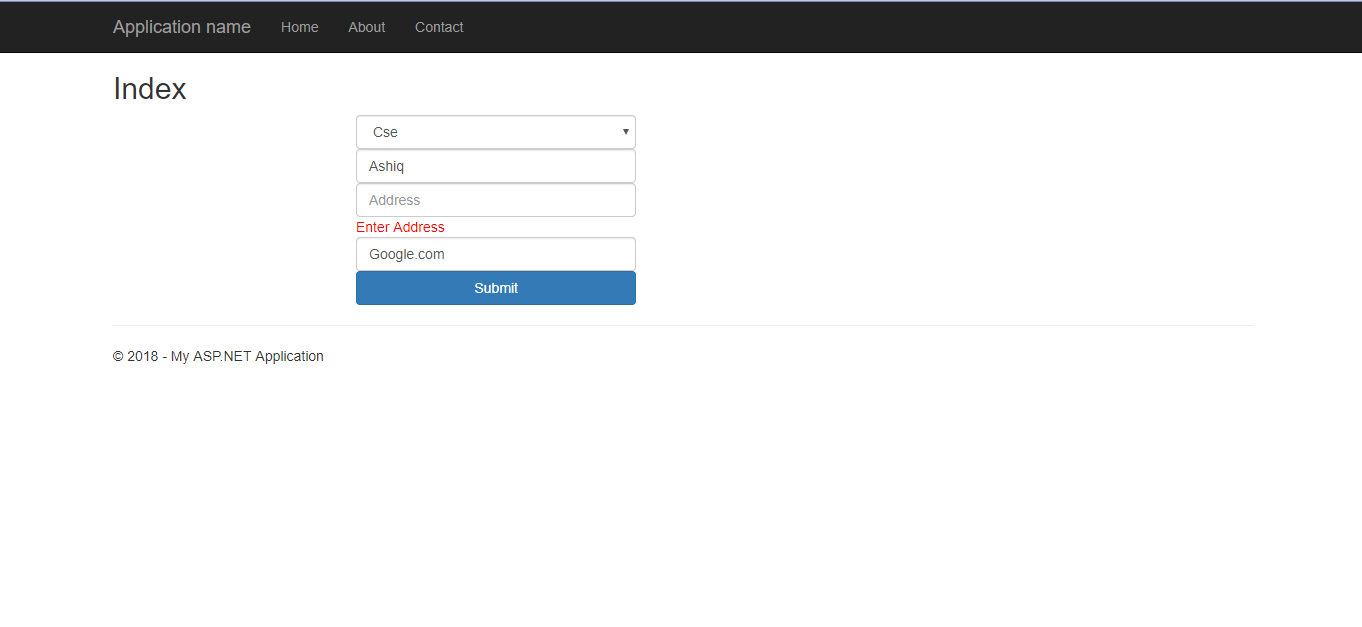 Application name Home About Contact
Index
Cse
Ashiq
Address
Enter Address
Google.com
Submit
© 2018 - My ASP.NET Application